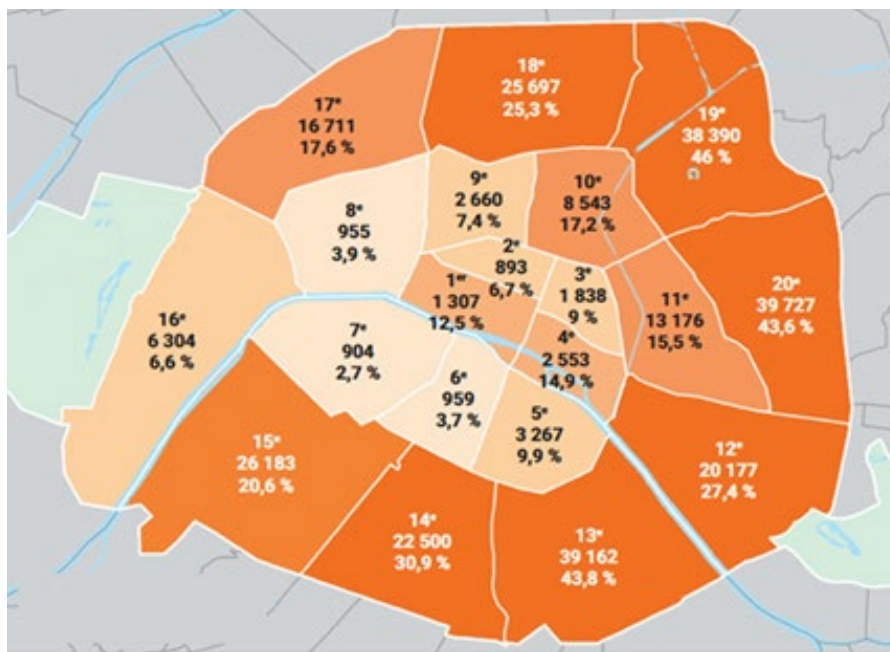 18ᵉ
25 697
25,3 %
17ᵉ
16 711
17,6 %
19ᵉ
38 390
46 %
9ᵉ
2 660
7,4 %
10ᵉ
8 543
17,2 %
8ᵉ
955
3,9 %
2ᵉ
893
6,7 %
3ᵉ
1 838
9 %
1ᵉʳ
1 307
12,5 %
20ᵉ
39 727
43,6 %
11ᵉ
13 176
15,5 %
16ᵉ
6 304
6,6 %
7ᵉ
904
2,7 %
4ᵉ
2 553
14,9 %
6ᵉ
959
3,7 %
5ᵉ
3 267
9,9 %
15ᵉ
26 183
20,6 %
12ᵉ
20 177
27,4 %
14ᵉ
22 500
30,9 %
13ᵉ
39 162
43,8 %